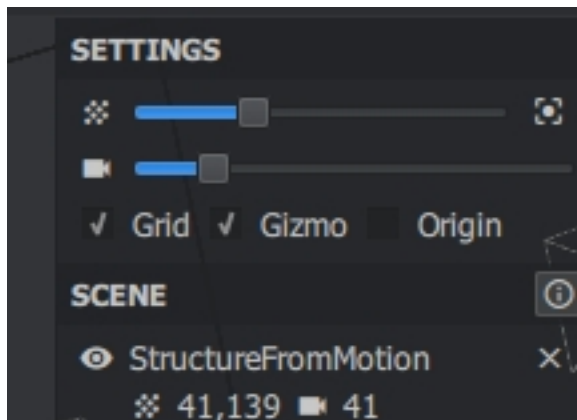 SETTINGS
Grid Gizmo Origin
SCENE
StructureFromMotion
41,139 41